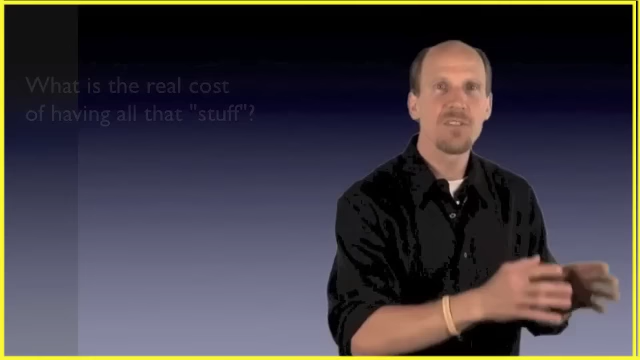 What is the real cost
of having all that "stuff"?